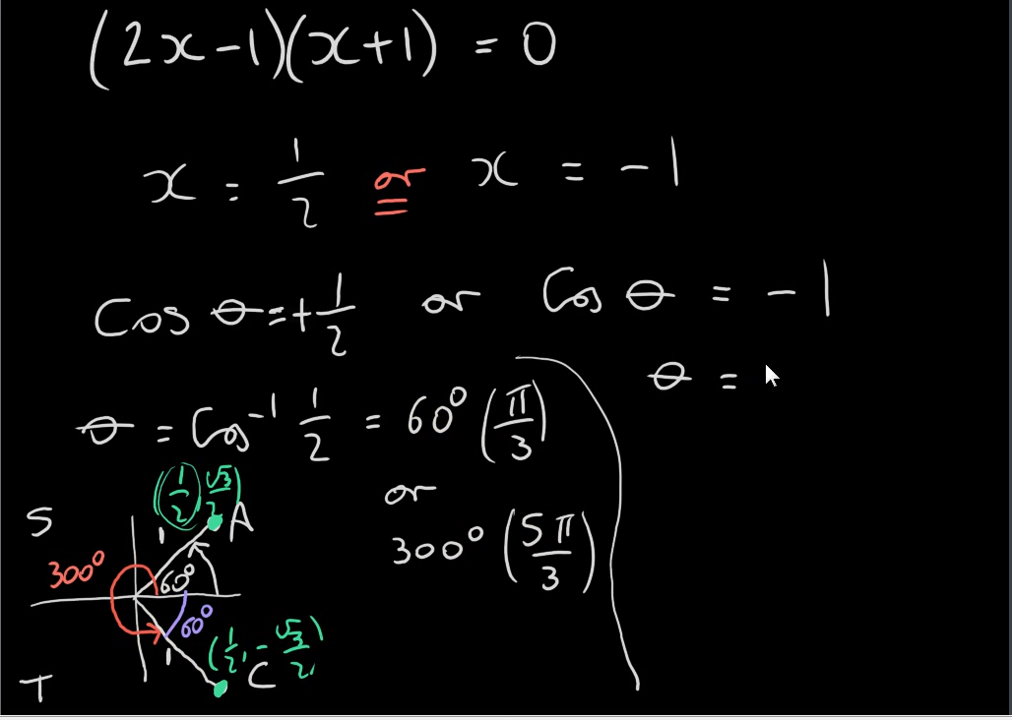 (2x-1)(x+1) = 0
x = 1/2 or x = -1
Cos θ = +1/2 or Cos θ = -1
θ =
θ = Cos⁻¹ 1/2 = 60° (π/3)
or
300° (5π/3)
(1/2, √3/2)
S
A
1
300°
60°
60°
(1/2, -√3/2)
1
T
C